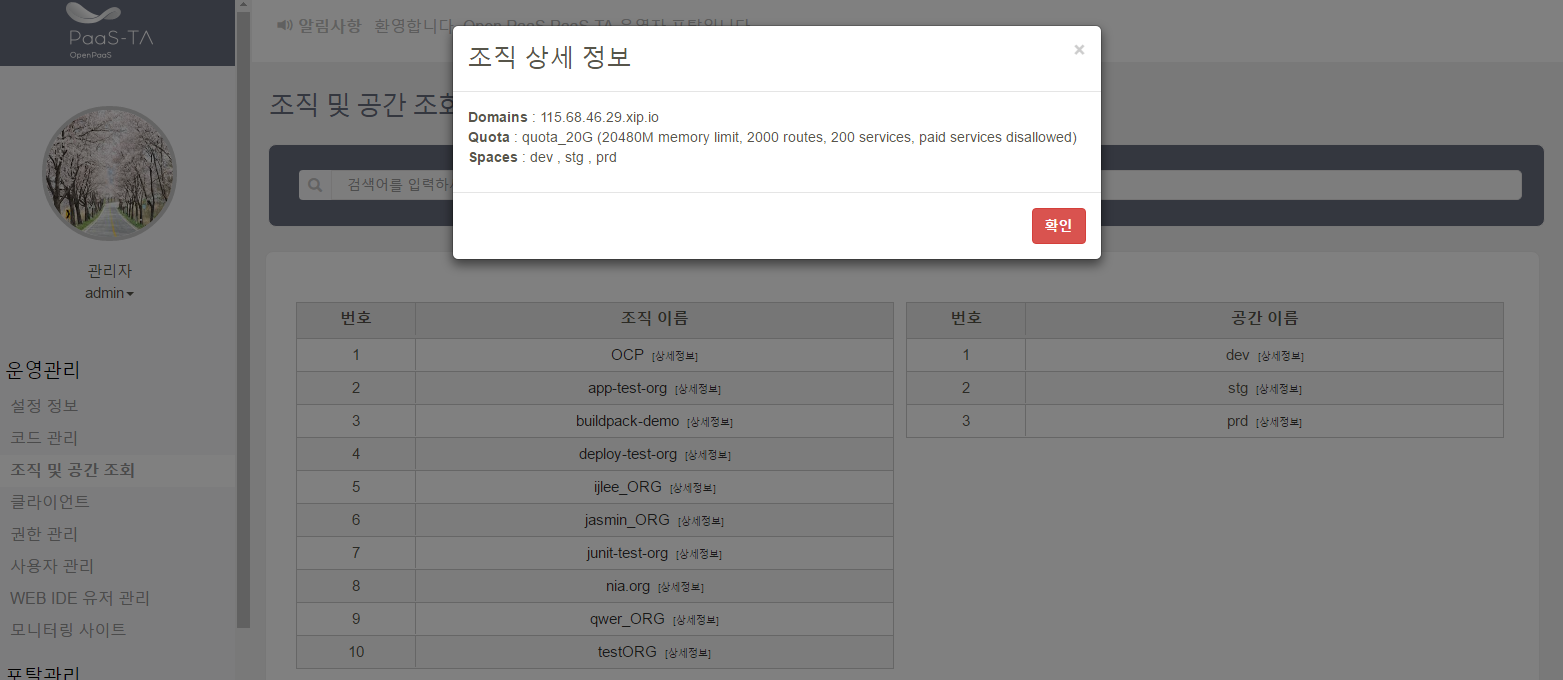 PaaS-TA
OpenPaaS
관리자
admin
운영관리
설정 정보
코드 관리
조직 및 공간 조회
클라이언트
권한 관리
사용자 관리
WEB IDE 유저 관리
모니터링 사이트
포탈관리
알림사항 환영합니다. Open PaaS PaaS-TA 운영자 포탈입니다
조직 및 공간 조회
검색어를 입력하
조직 상세 정보
×
Domains : 115.68.46.29.xip.io
Quota : quota_20G (20480M memory limit, 2000 routes, 200 services, paid services disallowed)
Spaces : dev , stg , prd
확인
번호 조직 이름
1 OCP [상세정보]
2 app-test-org [상세정보]
3 buildpack-demo [상세정보]
4 deploy-test-org [상세정보]
5 ijlee_ORG [상세정보]
6 jasmin_ORG [상세정보]
7 junit-test-org [상세정보]
8 nia.org [상세정보]
9 qwer_ORG [상세정보]
10 testORG [상세정보]
번호 공간 이름
1 dev [상세정보]
2 stg [상세정보]
3 prd [상세정보]